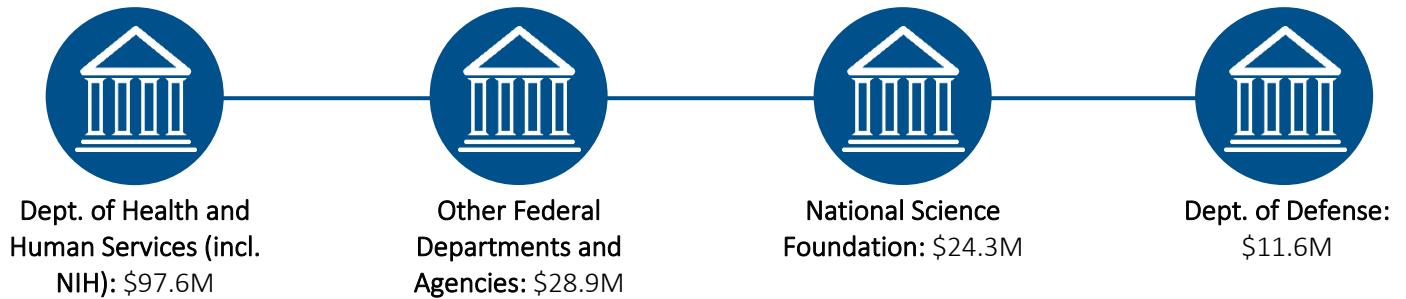 Dept. of Health and
Human Services (incl.
NIH): $97.6M
Other Federal
Departments and
Agencies: $28.9M
National Science
Foundation: $24.3M
Dept. of Defense:
$11.6M